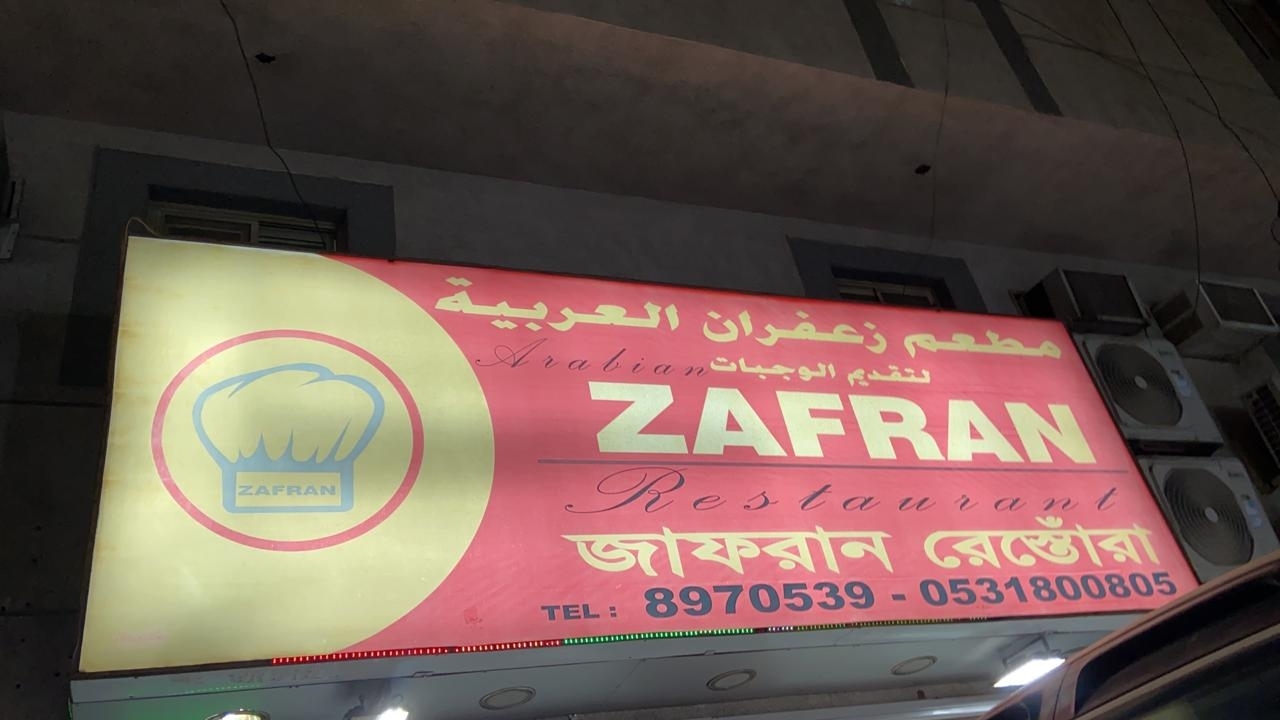 مطعم زعفران العربية
لتقديم الوجبات
Arabian
ZAFRAN
Restaurant
জাফরান রেস্তোঁরা
TEL : 8970539 - 0531800805
ZAFRAN